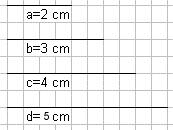 a=2 cm
b=3 cm
c=4 cm
d= 5 cm